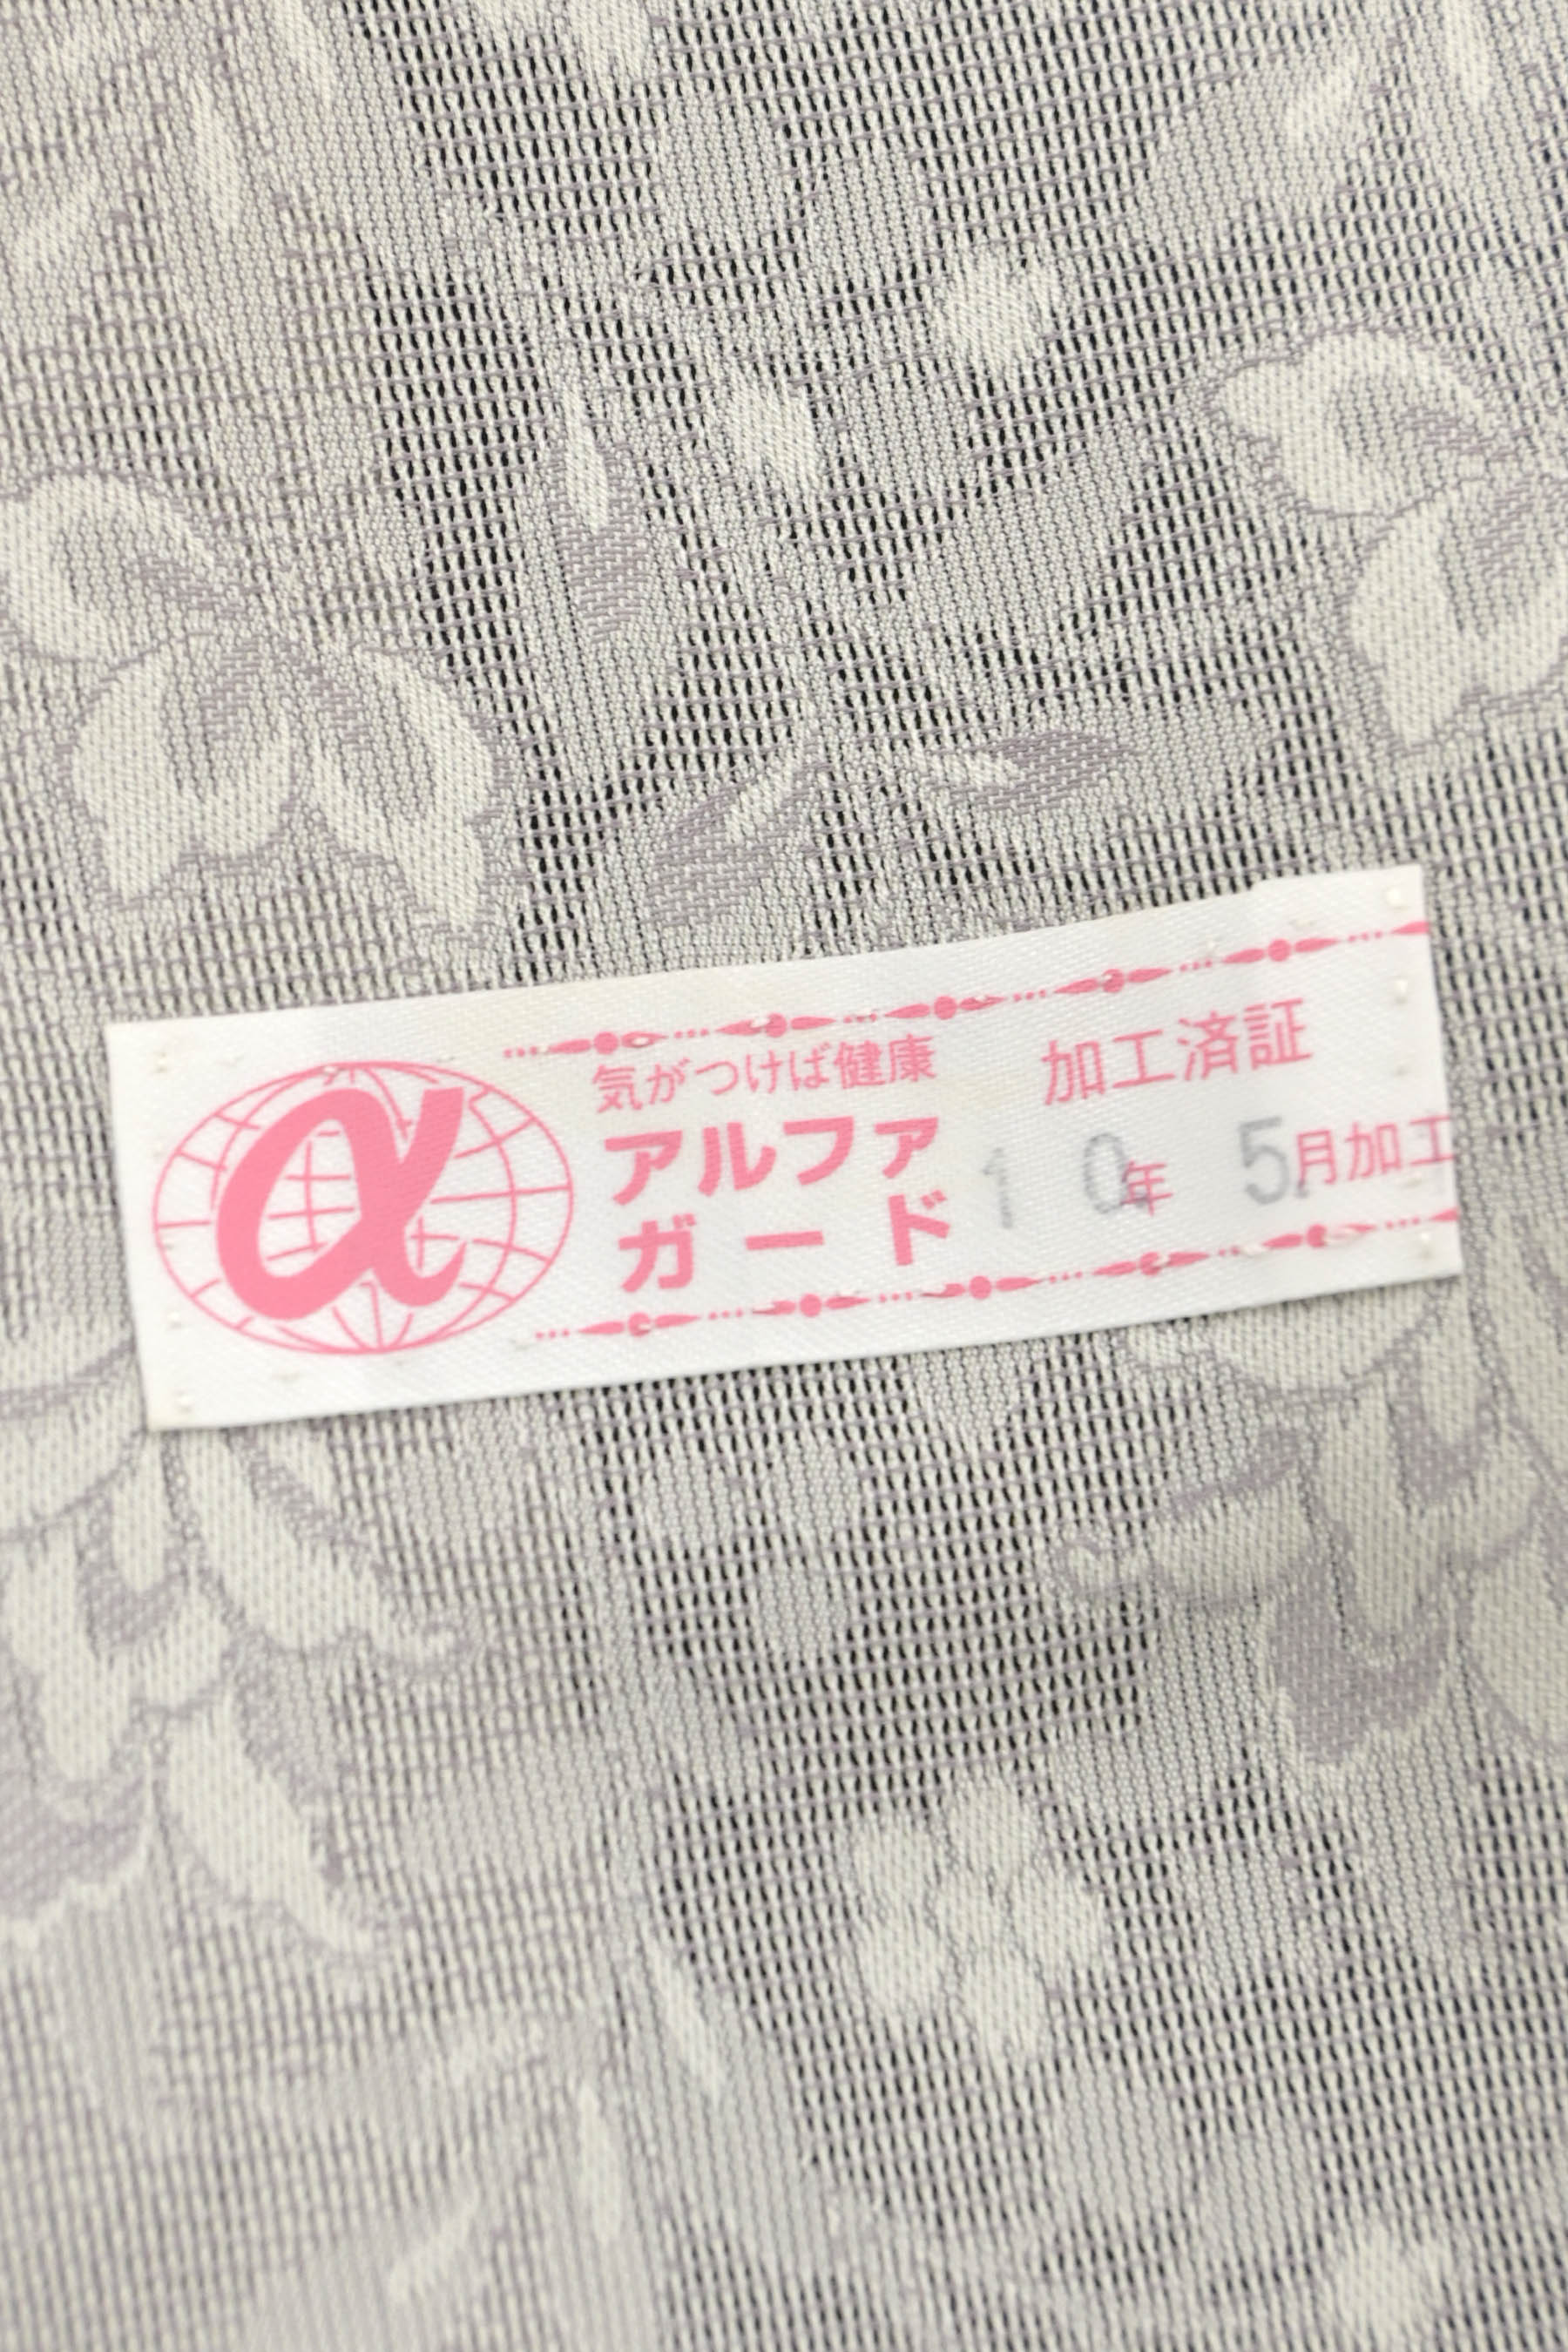 α
気がつけば健康
アルファ
ガード
加工済証
10年 5月加工